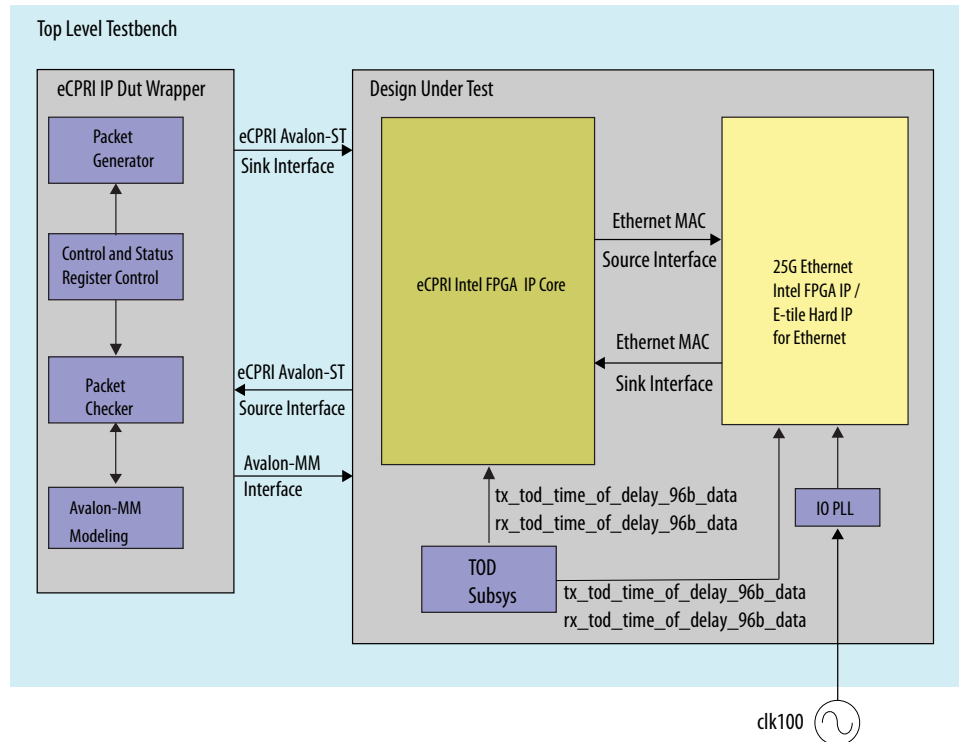 Top Level Testbench
eCPRI IP Dut Wrapper
Packet
Generator
Control and Status
Register Control
Packet
Checker
Avalon-MM
Modeling
eCPRI Avalon-ST
Sink Interface
eCPRI Avalon-ST
Source Interface
Avalon-MM
Interface
Design Under Test
eCPRI Intel FPGA IP Core
Ethernet MAC
Source Interface
Ethernet MAC
Sink Interface
25G Ethernet
Intel FPGA IP /
E-tile Hard IP
for Ethernet
tx_tod_time_of_delay_96b_data
rx_tod_time_of_delay_96b_data
IO PLL
TOD
Subsys
tx_tod_time_of_delay_96b_data
rx_tod_time_of_delay_96b_data
clk100